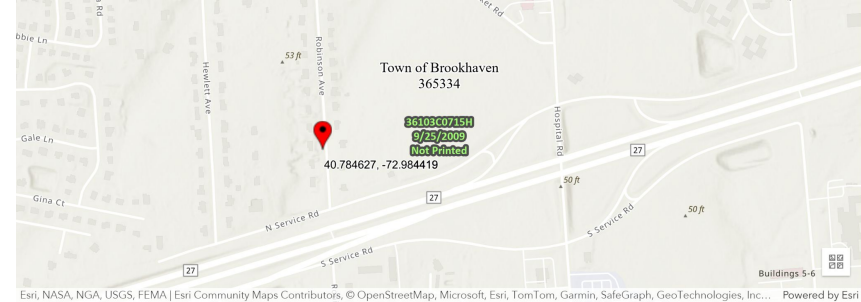 Rd
ket Rd
bbie Ln
53 ft
Robinson Ave
Hewlett Ave
Town of Brookhaven
365334
36103C0715H
9/25/2009
Not Printed
Hospital Rd
Gale Ln
27
40.784627, -72.984419
50 ft
Gina Ct
27
50 ft
N Service Rd
S Service Rd
S Service Rd
R
27
Buildings 5-6
Esri, NASA, NGA, USGS, FEMA | Esri Community Maps Contributors, © OpenStreetMap, Microsoft, Esri, TomTom, Garmin, SafeGraph, GeoTechnologies, Inc... Powered by Esri